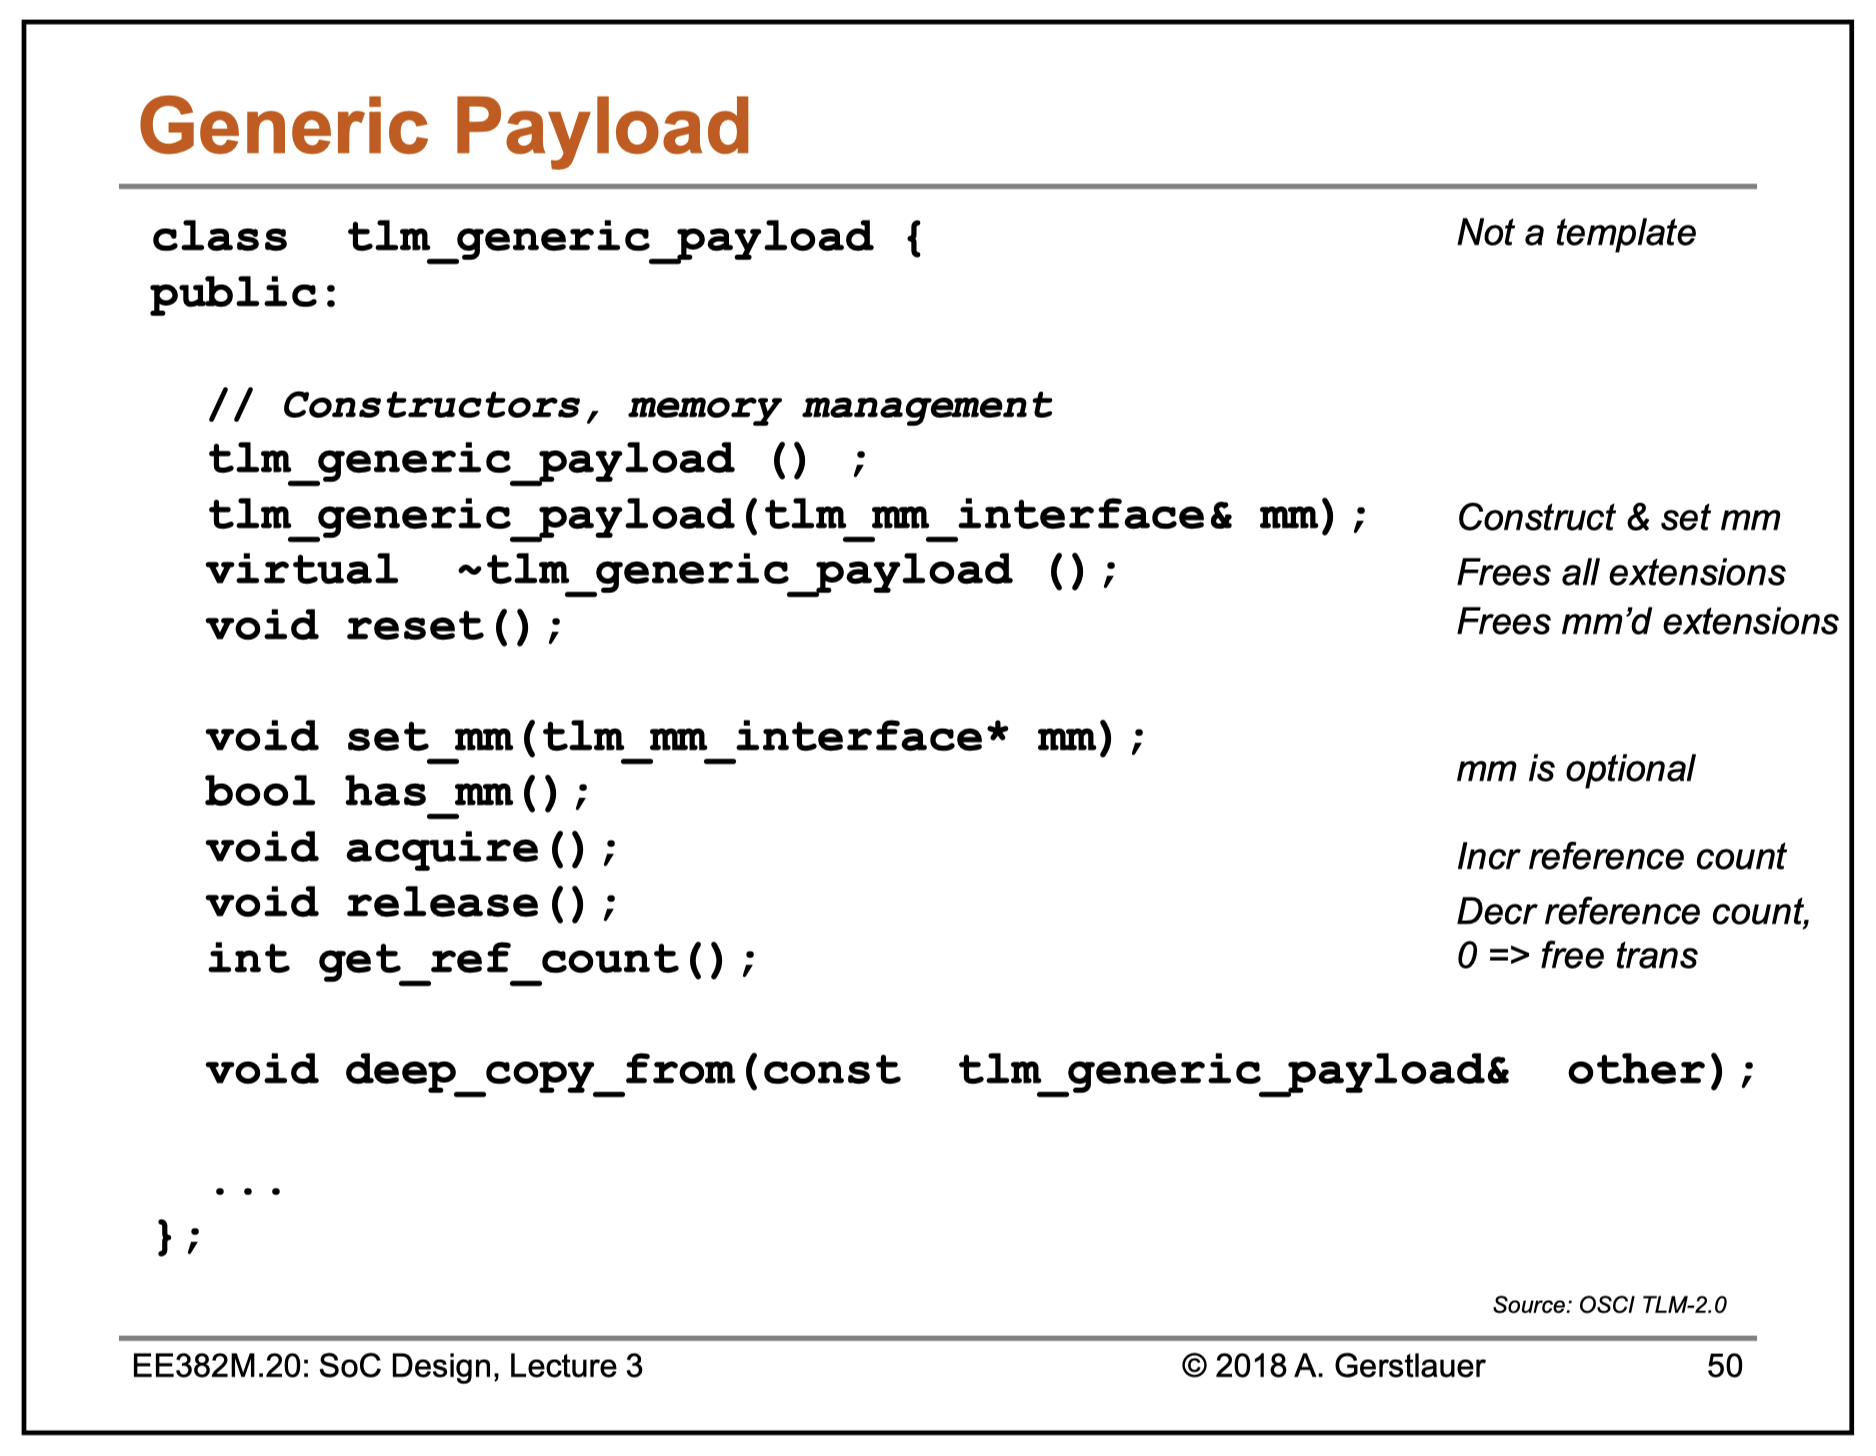 Generic Payload
class  tlm_generic_payload { Not a template
public:
// Constructors, memory management
tlm_generic_payload () ;
tlm_generic_payload(tlm_mm_interface& mm); Construct & set mm
virtual  ~tlm_generic_payload (); Frees all extensions
void reset(); Frees mm’d extensions
void set_mm(tlm_mm_interface* mm);
mm is optional
bool has_mm();
void acquire(); Incr reference count
void release(); Decr reference count,
int get_ref_count(); 0 => free trans
void deep_copy_from(const  tlm_generic_payload&  other);
...
};
Source: OSCI TLM-2.0
EE382M.20: SoC Design, Lecture 3 © 2018 A. Gerstlauer 50